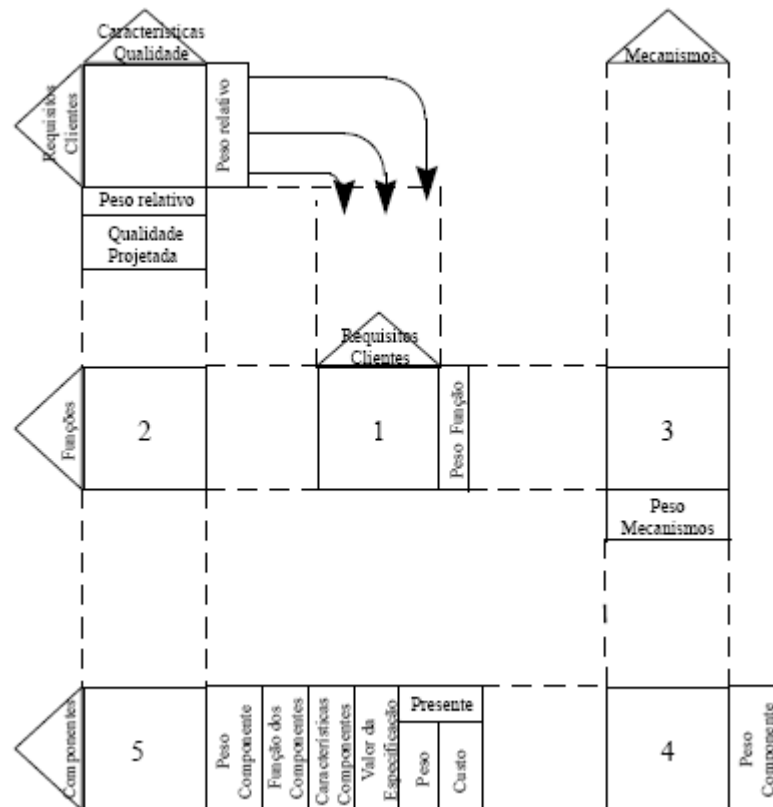 Características
Qualidade
Mecanismos
Requisitos
Clientes
Peso relativo
Peso relativo
Qualidade
Projetada
Requisitos
Clientes
Funções
2
1
Peso Função
3
Peso
Mecanismos
Componentes
5
Peso
Componente
Função dos
Componentes
Características
Componentes
Valor da
Especificação
Presente
Peso
Custo
4
Peso
Componente